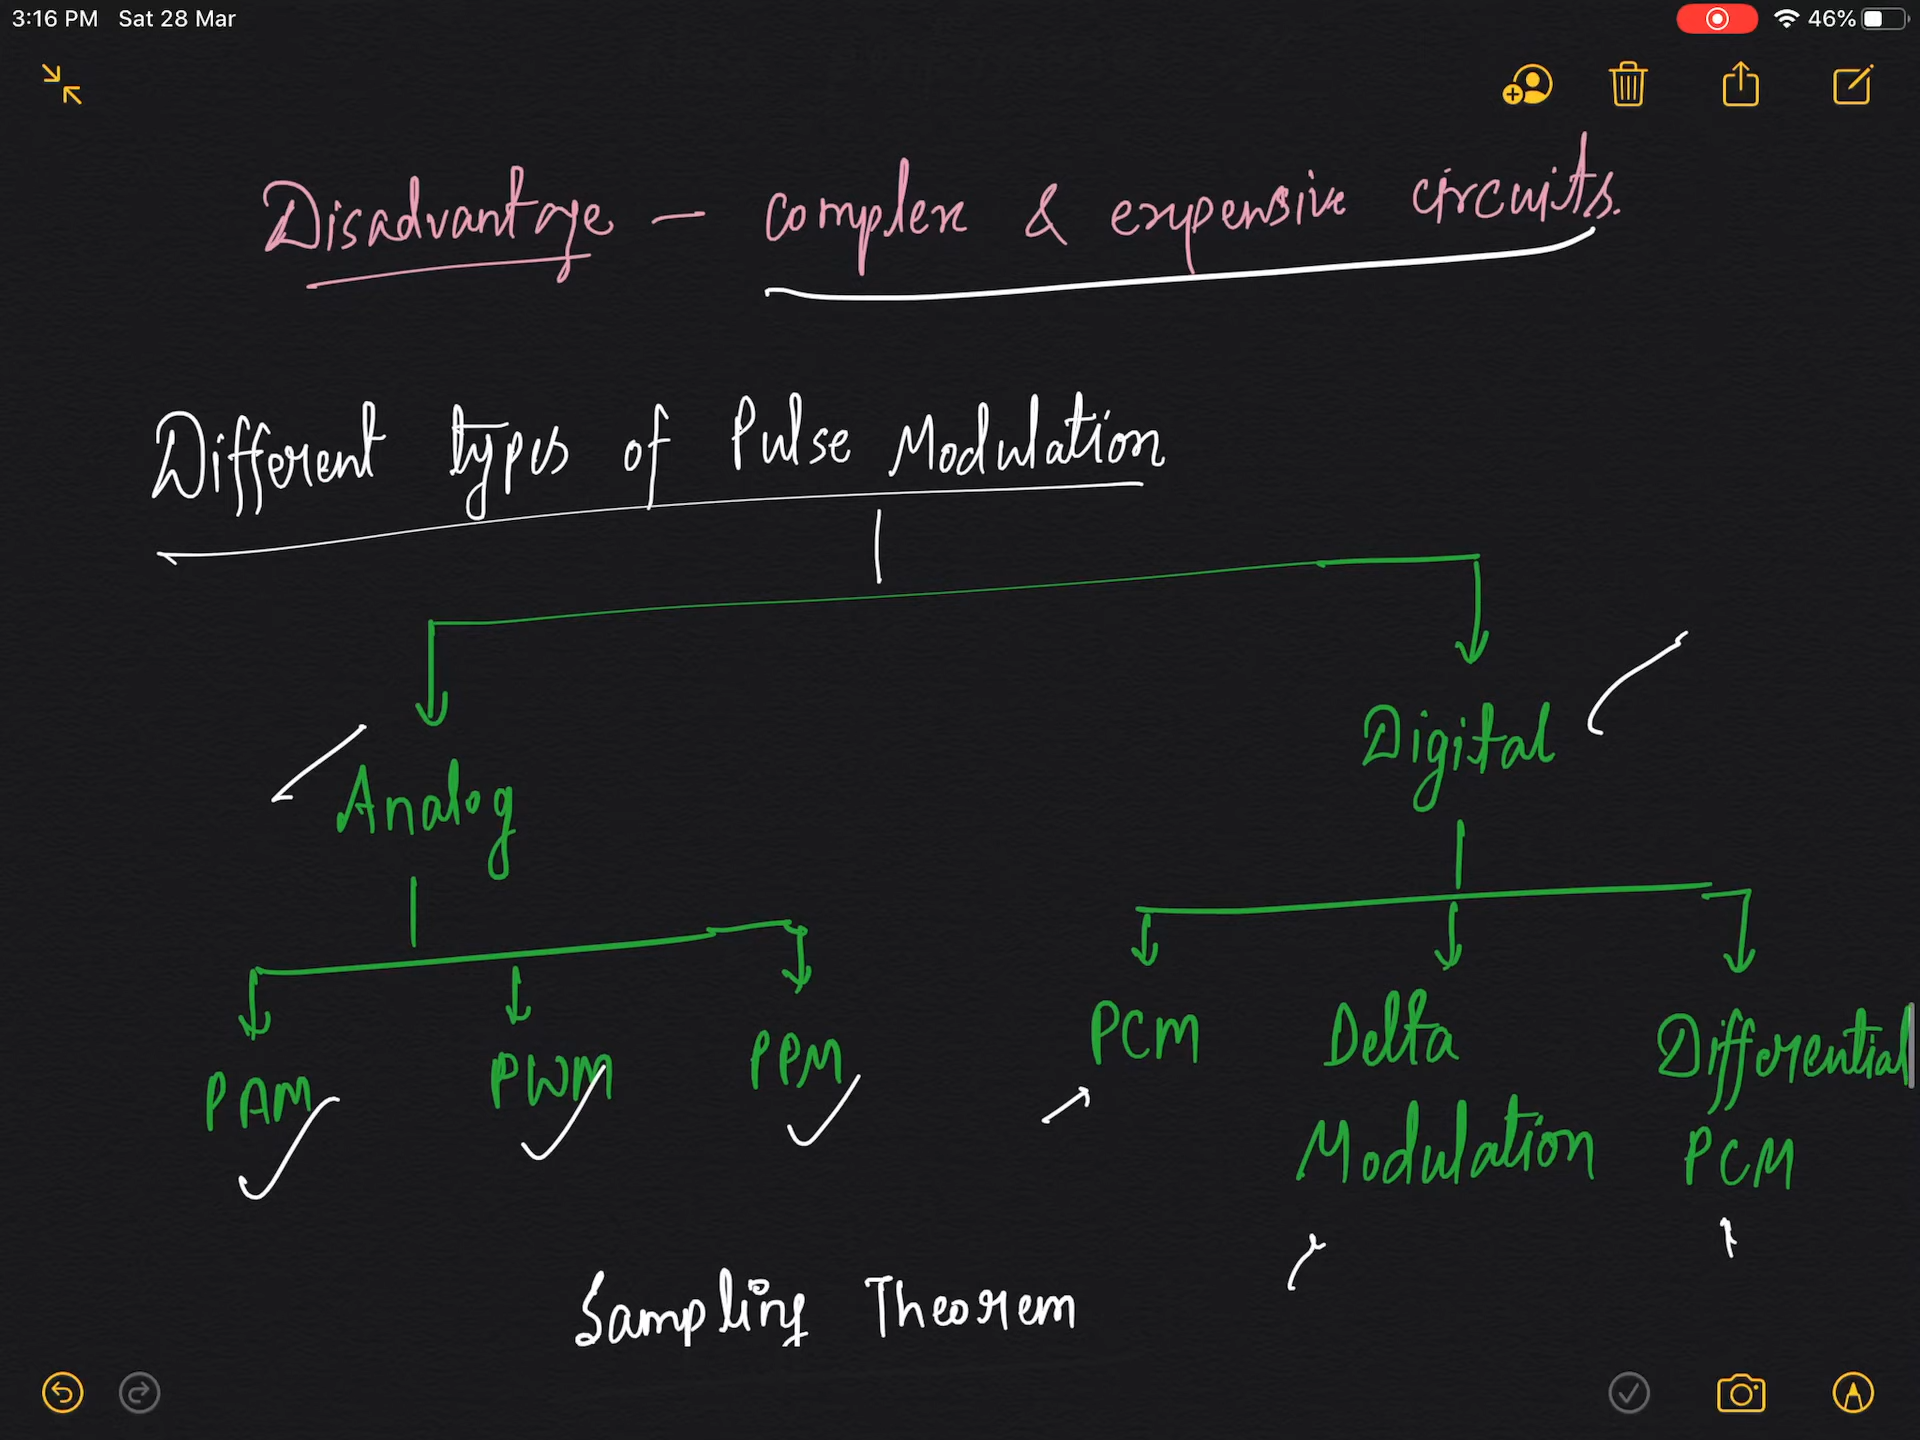 3:16 PM Sat 28 Mar
46%
Disadvantage - complex & expensive circuits.
Different types of Pulse Modulation
Analog
Digital
PAM PWM PPM
PCM Delta Modulation Differential PCM
Sampling Theorem